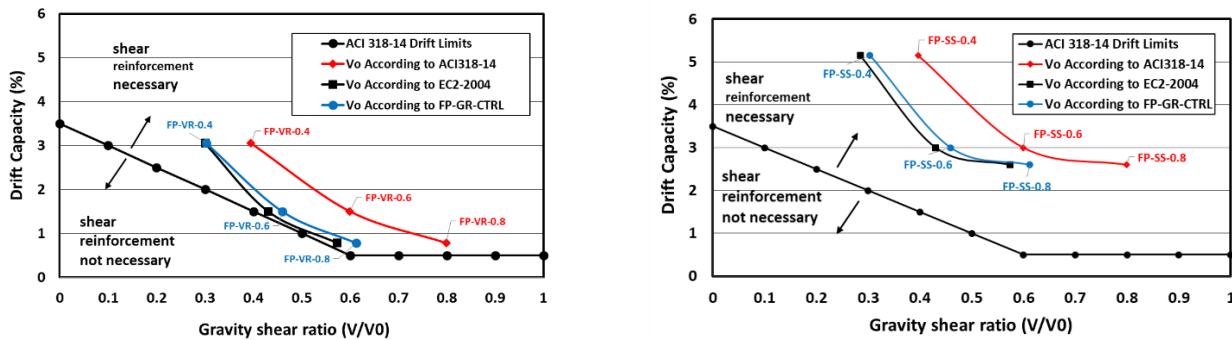 6
5
4
3
2
1
0
Drift Capacity (%)
shear
reinforcement
necessary
ACI 318-14 Drift Limits
Vo According to ACI318-14
Vo According to EC2-2004
Vo According to FP-GR-CTRL
FP-VR-0.4
FP-VR-0.4
FP-VR-0.6
FP-VR-0.6
FP-VR-0.8
FP-VR-0.8
shear
reinforcement
not necessary
0 0.1 0.2 0.3 0.4 0.5 0.6 0.7 0.8 0.9 1
Gravity shear ratio (V/V0)
6
5
4
3
2
1
0
Drift Capacity (%)
shear
reinforcement
necessary
FP-SS-0.4
ACI 318-14 Drift Limits
Vo According to ACI318-14
Vo According to EC2-2004
Vo According to FP-GR-CTRL
FP-SS-0.4
FP-SS-0.6
FP-SS-0.6
FP-SS-0.8
FP-SS-0.8
shear
reinforcement
not necessary
0 0.1 0.2 0.3 0.4 0.5 0.6 0.7 0.8 0.9 1
Gravity shear ratio (V/V0)